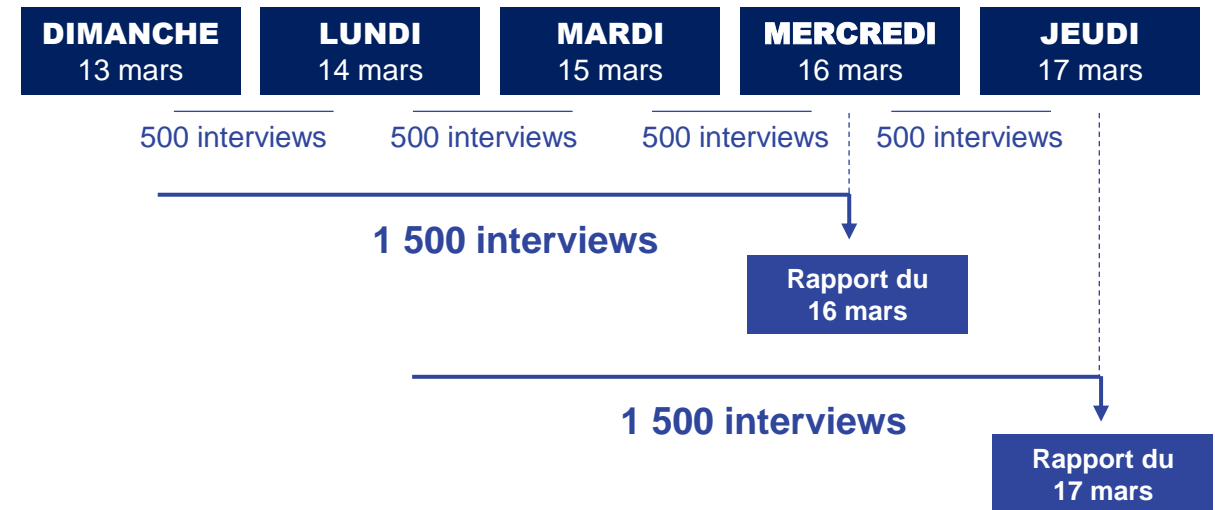 DIMANCHE
13 mars
LUNDI
14 mars
MARDI
15 mars
MERCREDI
16 mars
JEUDI
17 mars
500 interviews
500 interviews
500 interviews
500 interviews
1 500 interviews
Rapport du
16 mars
1 500 interviews
Rapport du
17 mars